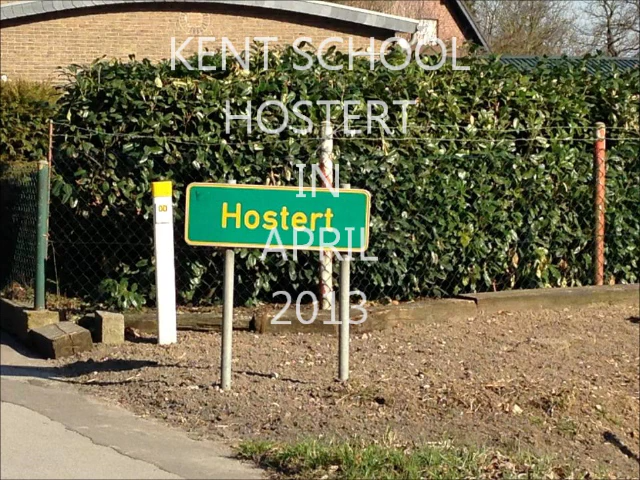 KENT SCHOOL
HOSTERT
IN
Hostert
APRIL
2013